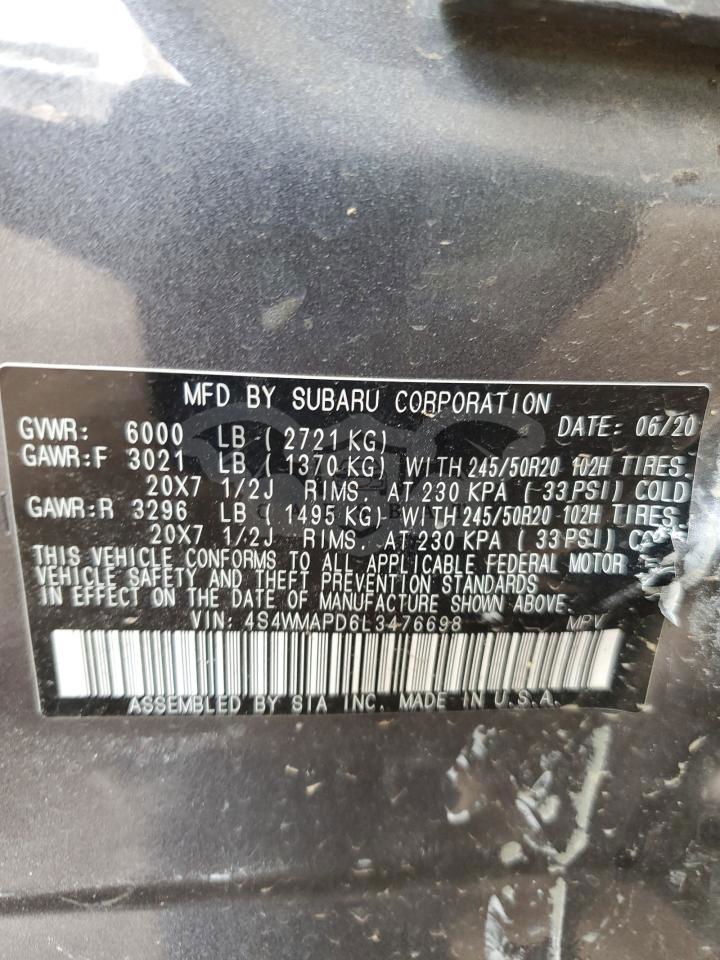 MFD BY SUBARU CORPORATION
DATE: 06/20
GVWR: 6000 LB ( 2721 KG)
GAWR:F 3021 LB ( 1370 KG) WITH 245/50R20 102H TIRES.
20X7 1/2J RIMS. AT 230 KPA ( 33PSI) COLD
GAWR:R 3296 LB ( 1495 KG) WITH 245/50R20 102H TIRES.
20X7 1/2J RIMS. AT 230 KPA ( 33PSI)
THIS VEHICLE CONFORMS TO ALL APPLICABLE FEDERAL MOTOR
VEHICLE SAFETY AND THEFT PREVENTION STANDARDS
IN EFFECT ON THE DATE OF MANUFACTURE SHOWN ABOVE.
VIN: 4S4WMAPD6L3476698 MPV
ASSEMBLED BY SIA INC. MADE IN U.S.A.